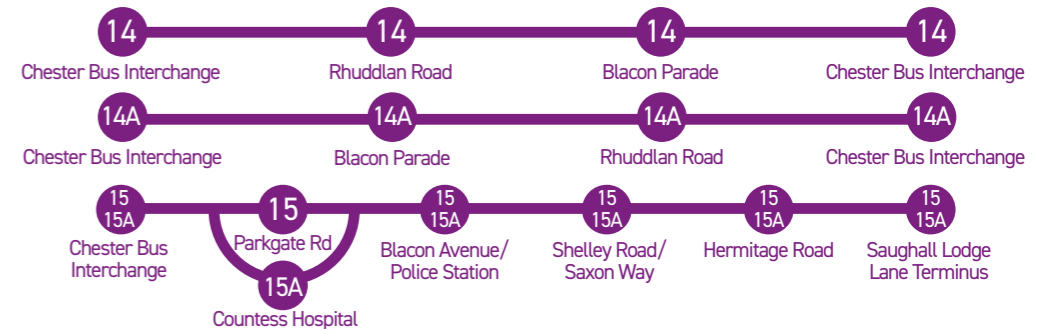 14 14 14 14
Chester Bus Interchange Rhuddlan Road Blacon Parade Chester Bus Interchange
14A 14A 14A 14A
Chester Bus Interchange Blacon Parade Rhuddlan Road Chester Bus Interchange
15
15A
Chester Bus
Interchange
15
Parkgate Rd
15A
Countess Hospital
15
15A
Blacon Avenue/
Police Station
15
15A
Shelley Road/
Saxon Way
15
15A
Hermitage Road
15
15A
Saughall Lodge
Lane Terminus